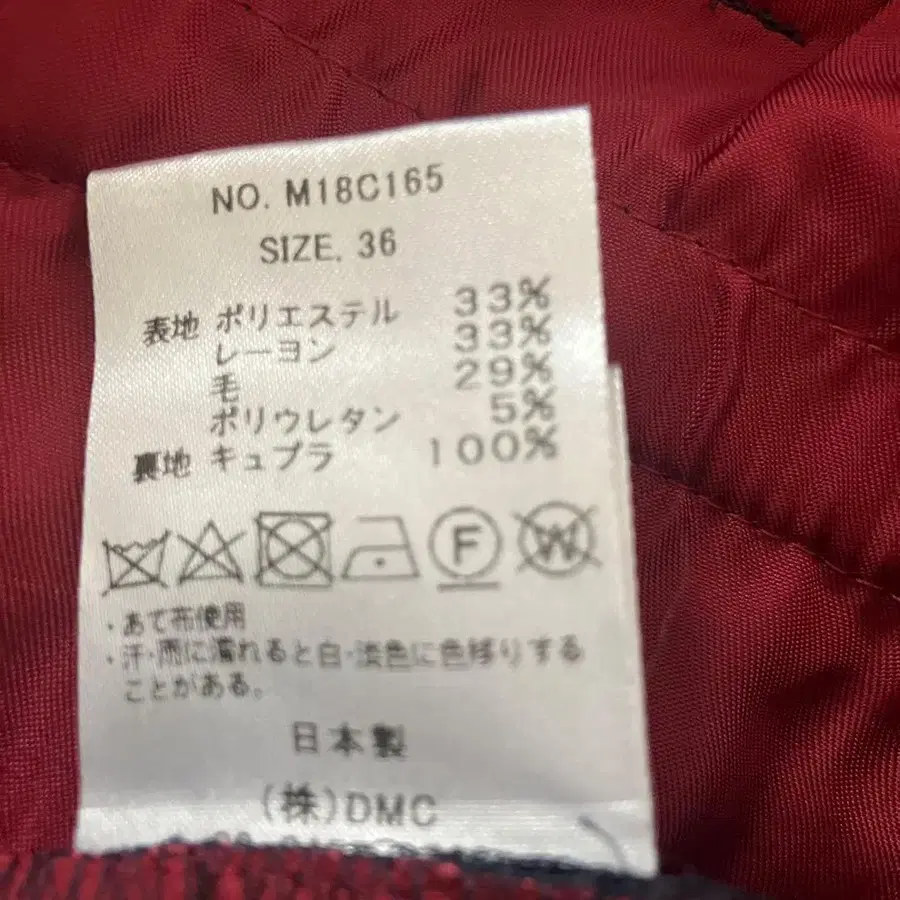 NO. M18C165
SIZE. 36
表地 ポリエステル 33%
レーヨン 33%
毛 29%
ポリウレタン 5%
裏地 キュプラ 100%
F W
・あて布使用
・汗・雨に濡れると白・淡色に色移りする
ことがある。
日本製
(株)DMC